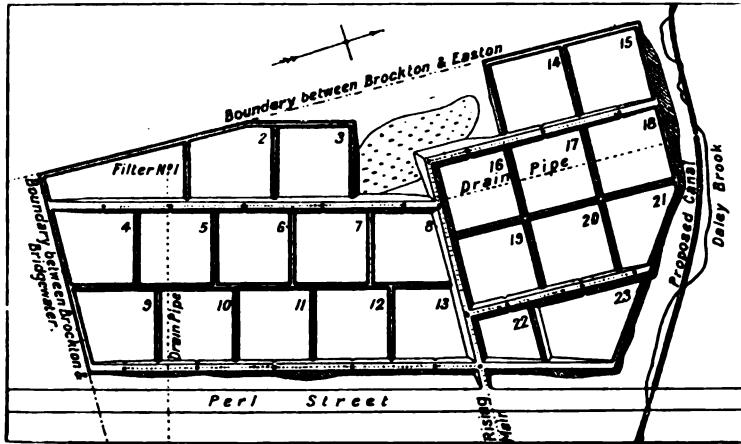 Boundary between Brockton & Easton
14 15
2 3
Filter No1
16 17 18
Drain Pipe
4 5 6 7 8
19 20 21
9 10 11 12 13
22 23
Boundary between Brockton &
Bridgewater.
Drain Pipe
Proposed Canal
Daley Brook
Perl Street
Rising
Main